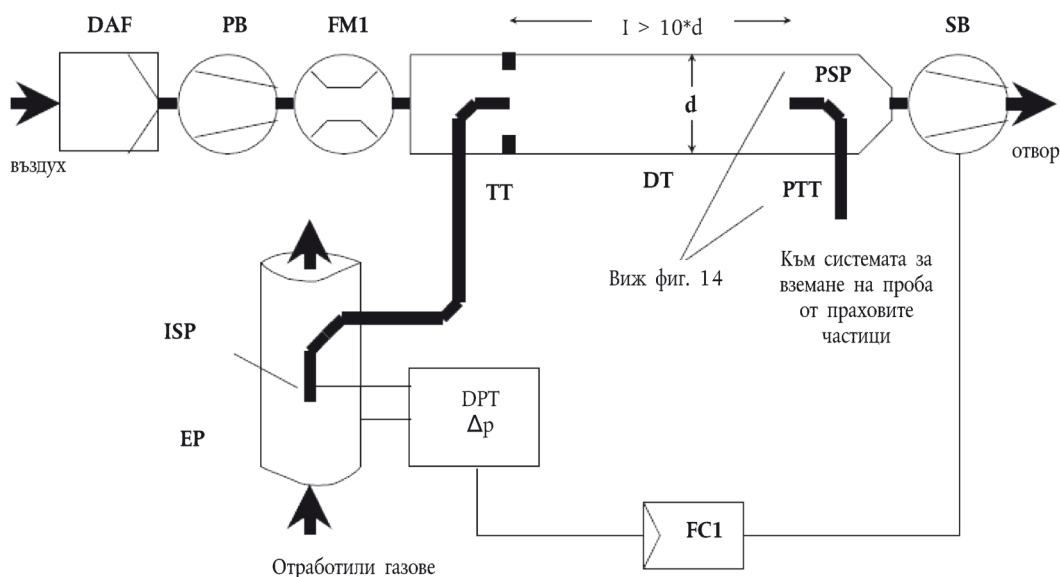 DAF
PB
FM1
l > 10*d
SB
PSP
d
въздух
отвор
TT
DT
PTT
Виж фиг. 14
Към системата за
вземане на проба
от праховите
частици
ISP
DPT
Δp
EP
FC1
Отработили газове